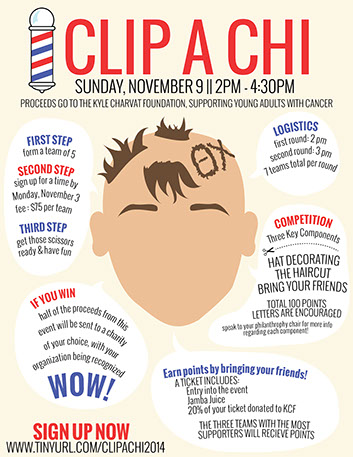 CLIP A CHI
SUNDAY, NOVEMBER 9 || 2PM - 4:30PM
PROCEEDS GO TO THE KYLE CHARVAT FOUNDATION, SUPPORTING YOUNG ADULTS WITH CANCER
FIRST STEP
form a team of 5
SECOND STEP
sign up for a time by
Monday, November 3
fee : $75 per team
THIRD STEP
get those scissors
ready & have fun
ΘX
LOGISTICS
first round: 2 pm
second round: 3 pm
7 teams total per round
COMPETITION
Three Key Components
HAT DECORATING
THE HAIRCUT
BRING YOUR FRIENDS
TOTAL 100 POINTS
LETTERS ARE ENCOURAGED
speak to your philanthrophy chair for more info
regarding each component!
IF YOU WIN
half of the proceeds from this
event will be sent to a charity
of your choice, with your
organization being recognized
WOW!
Earn points by bringing your friends!
A TICKET INCLUDES:
Entry into the event
Jamba Juice
20% of your ticket donated to KCF
THE THREE TEAMS WITH THE MOST
SUPPORTERS WILL RECIEVE POINTS
SIGN UP NOW
WWW.TINYURL.COM/CLIPACHI2014